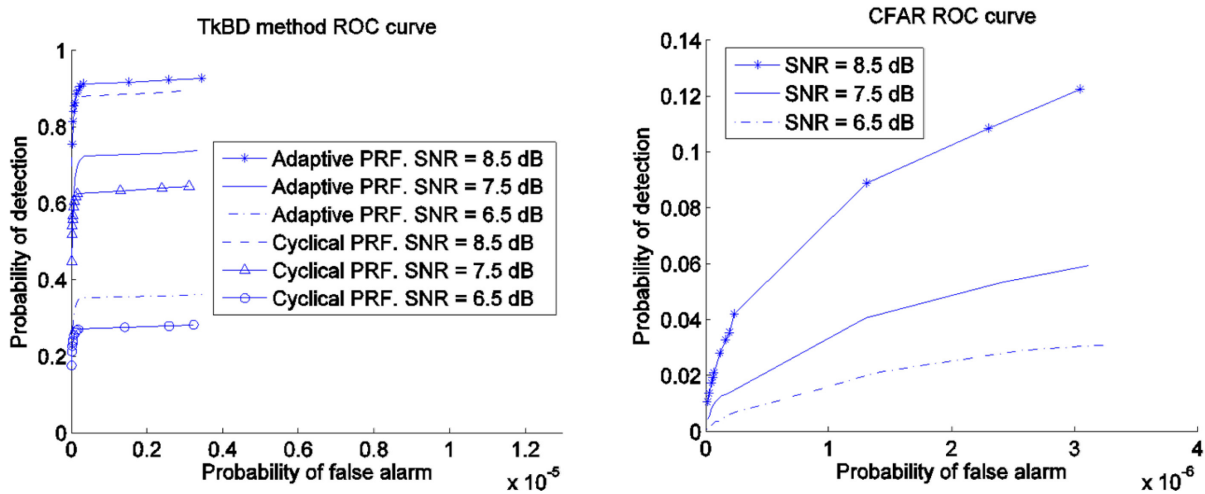 TkBD method ROC curve
1
0.8
0.6
0.4
0.2
0
0
0.2
0.4
0.6
0.8
1
1.2
x 10^-5
Probability of detection
Probability of false alarm
Adaptive PRF. SNR = 8.5 dB
Adaptive PRF. SNR = 7.5 dB
Adaptive PRF. SNR = 6.5 dB
Cyclical PRF. SNR = 8.5 dB
Cyclical PRF. SNR = 7.5 dB
Cyclical PRF. SNR = 6.5 dB
CFAR ROC curve
0.14
0.12
0.1
0.08
0.06
0.04
0.02
0
0
1
2
3
4
x 10^-6
Probability of detection
Probability of false alarm
SNR = 8.5 dB
SNR = 7.5 dB
SNR = 6.5 dB